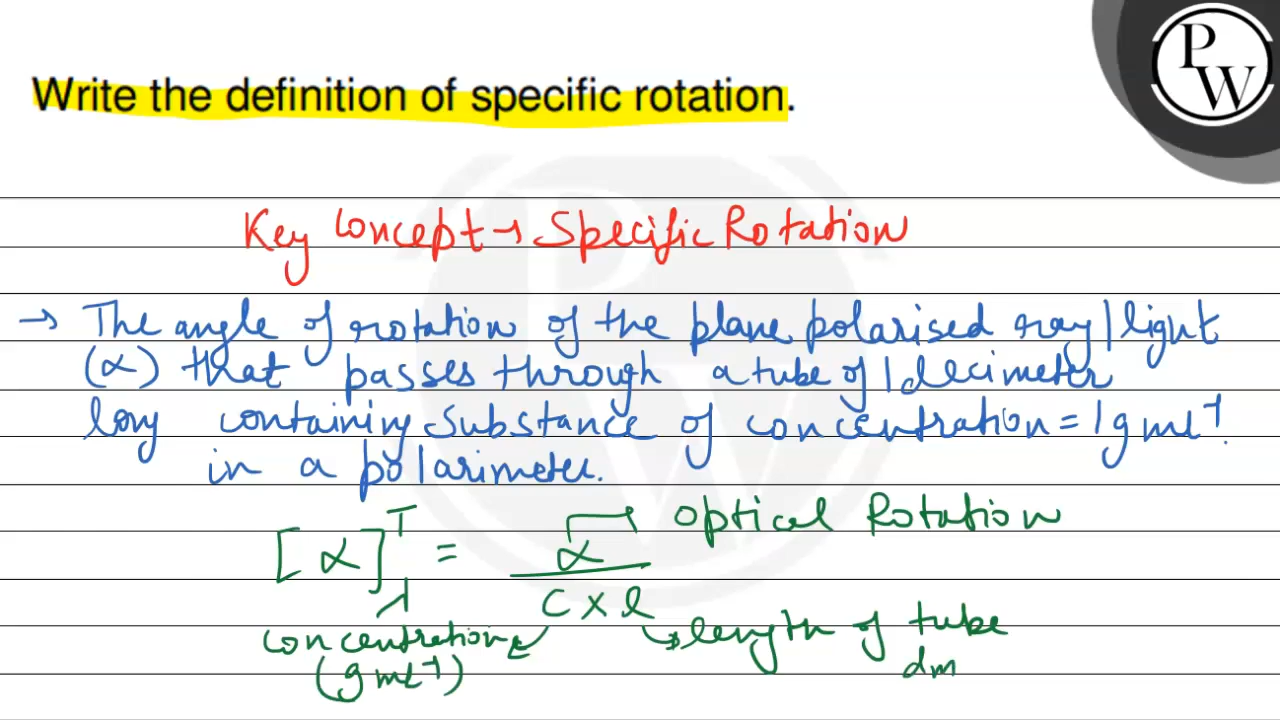 PW
Write the definition of specific rotation.
Key Concept → Specific Rotation
→ The angle of rotation of the plane polarised ray/light
(α) that passes through a tube of 1 decimeter
long containing substance of concentration = 1 g ml⁻¹.
in a polarimeter.
[α]ᵀ_λ = α / C × l → Optical Rotation
concentration (g ml⁻¹)
length of tube
dm